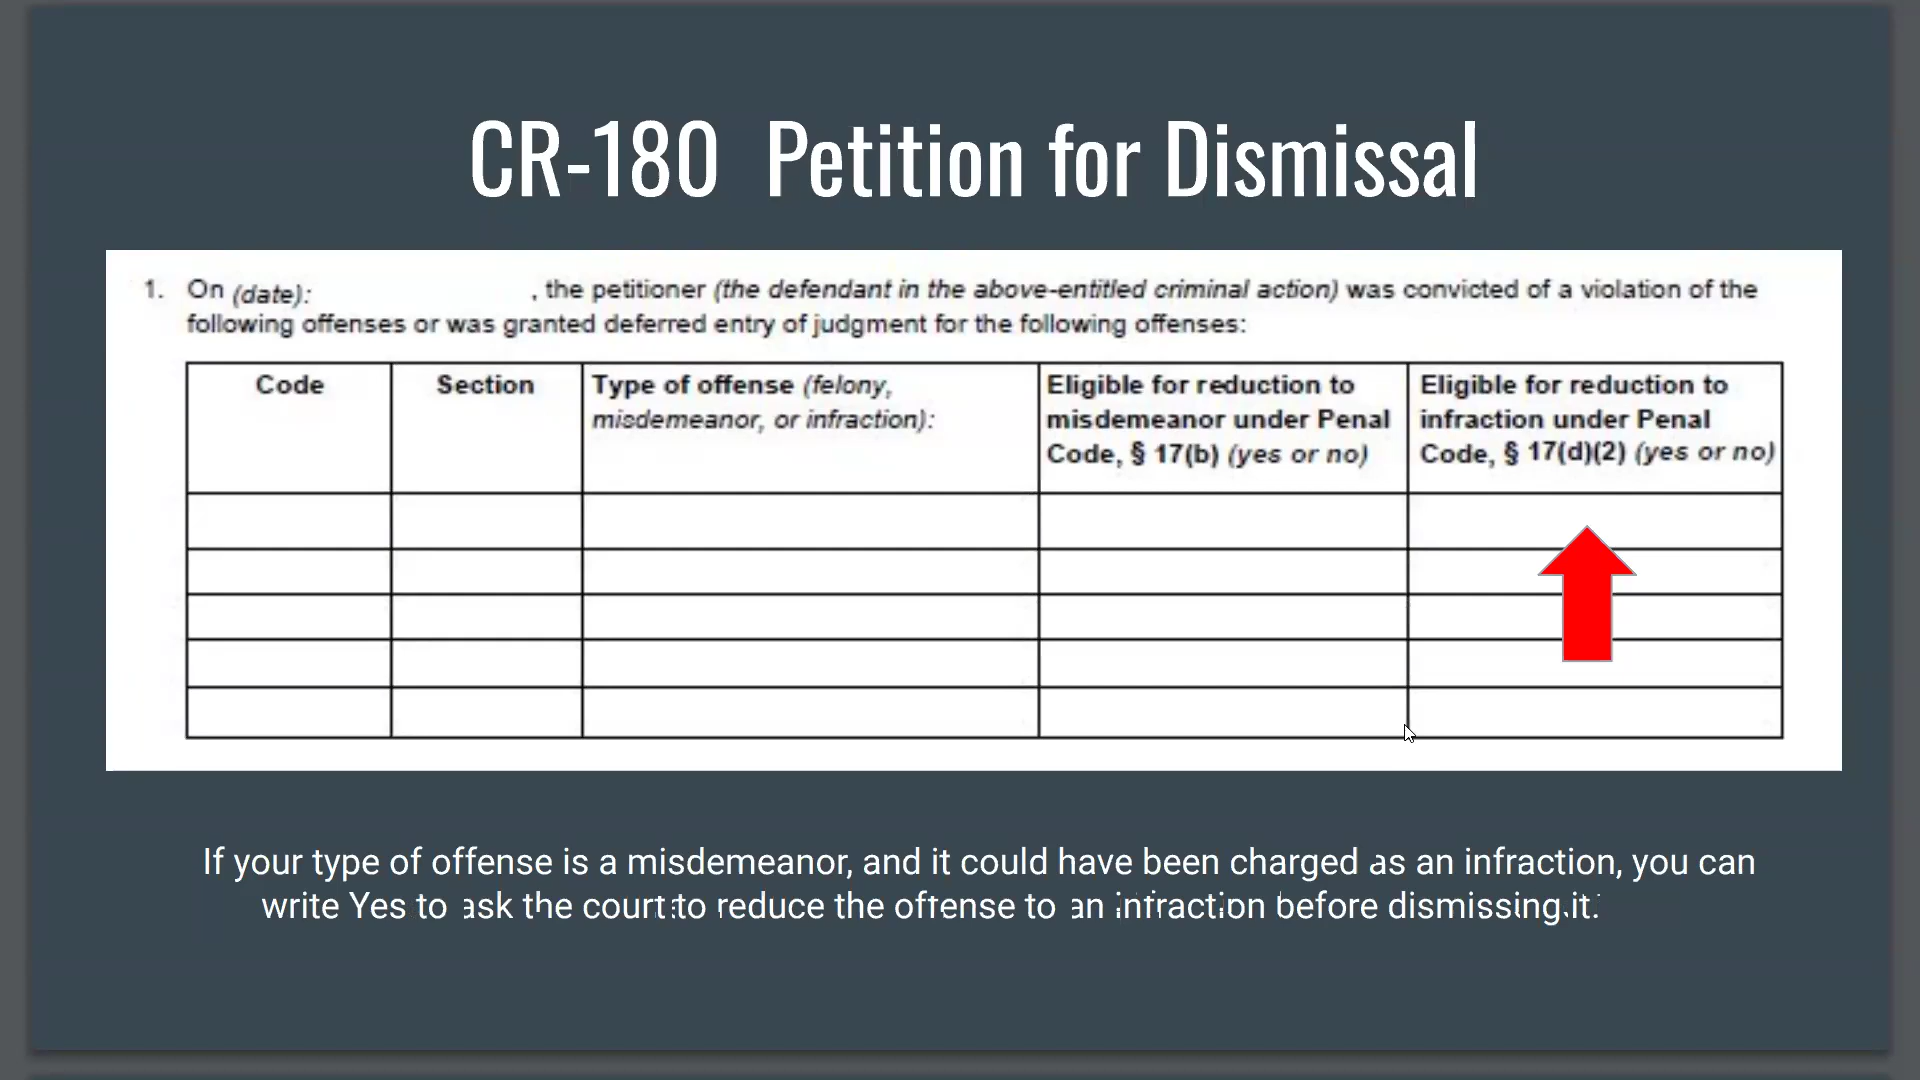 CR-180 Petition for Dismissal
1. On (date): , the petitioner (the defendant in the above-entitled criminal action) was convicted of a violation of the
following offenses or was granted deferred entry of judgment for the following offenses:
Code
Section
Type of offense (felony,
misdemeanor, or infraction):
Eligible for reduction to
misdemeanor under Penal
Code, § 17(b) (yes or no)
Eligible for reduction to
infraction under Penal
Code, § 17(d)(2) (yes or no)
If your type of offense is a misdemeanor, and it could have been charged as an infraction, you can
write Yes to ask the court to reduce the offense to an infraction before dismissing it.